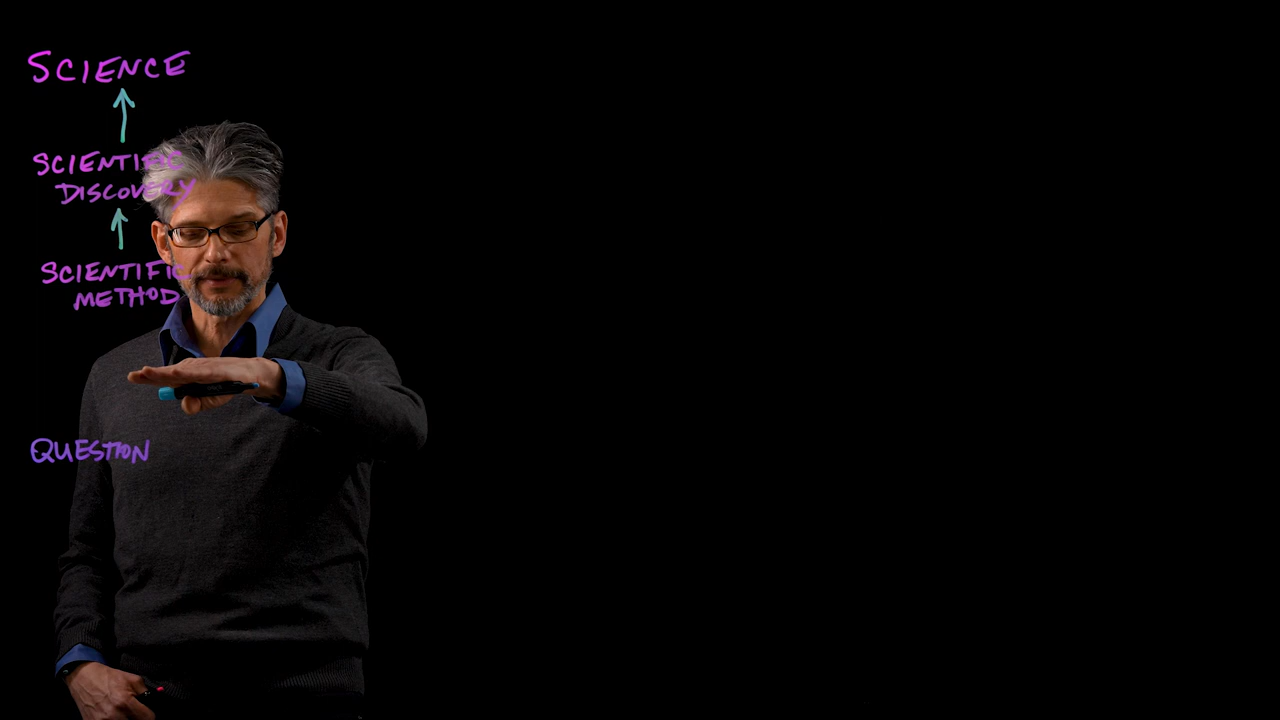 SCIENCE
SCIENTIFIC
DISCOVERY
SCIENTIFIC
METHOD
QUESTION